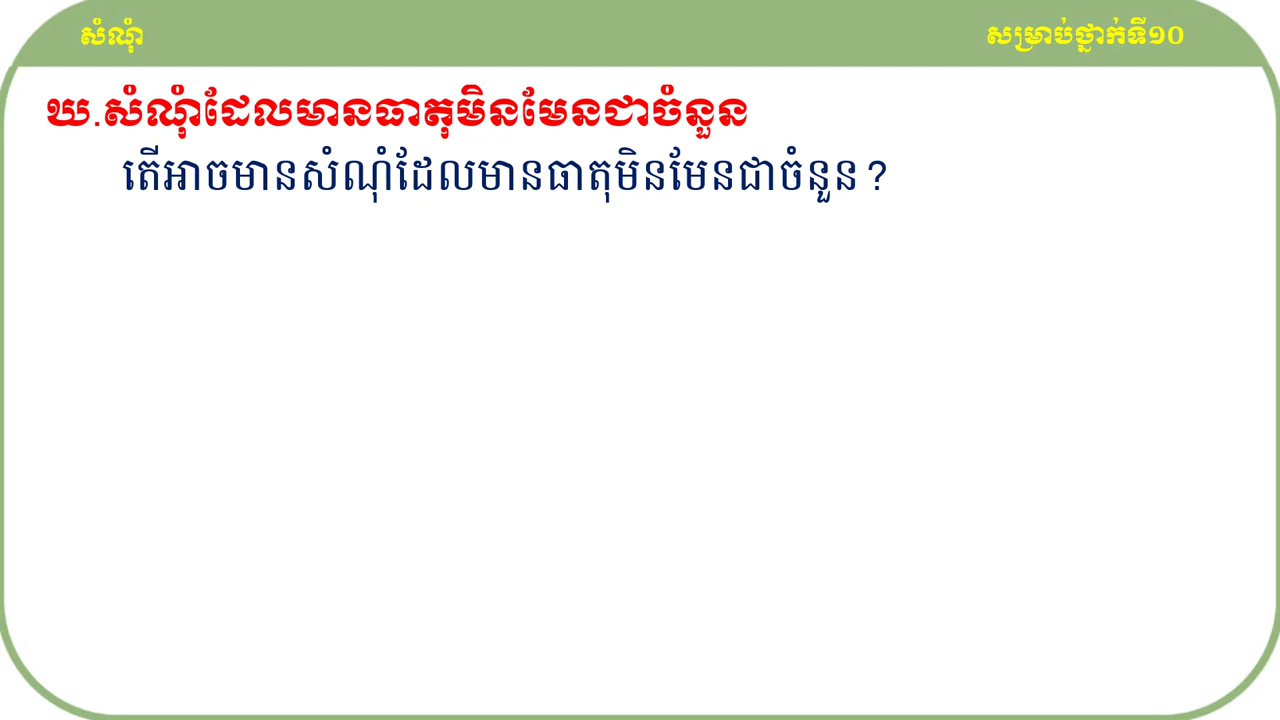 សំណុំ
សម្រាប់ថ្នាក់ទី១០
ឃ.សំណុំដែលមានធាតុមិនមែនជាចំនួន
តើអាចមានសំណុំដែលមានធាតុមិនមែនជាចំនួន?